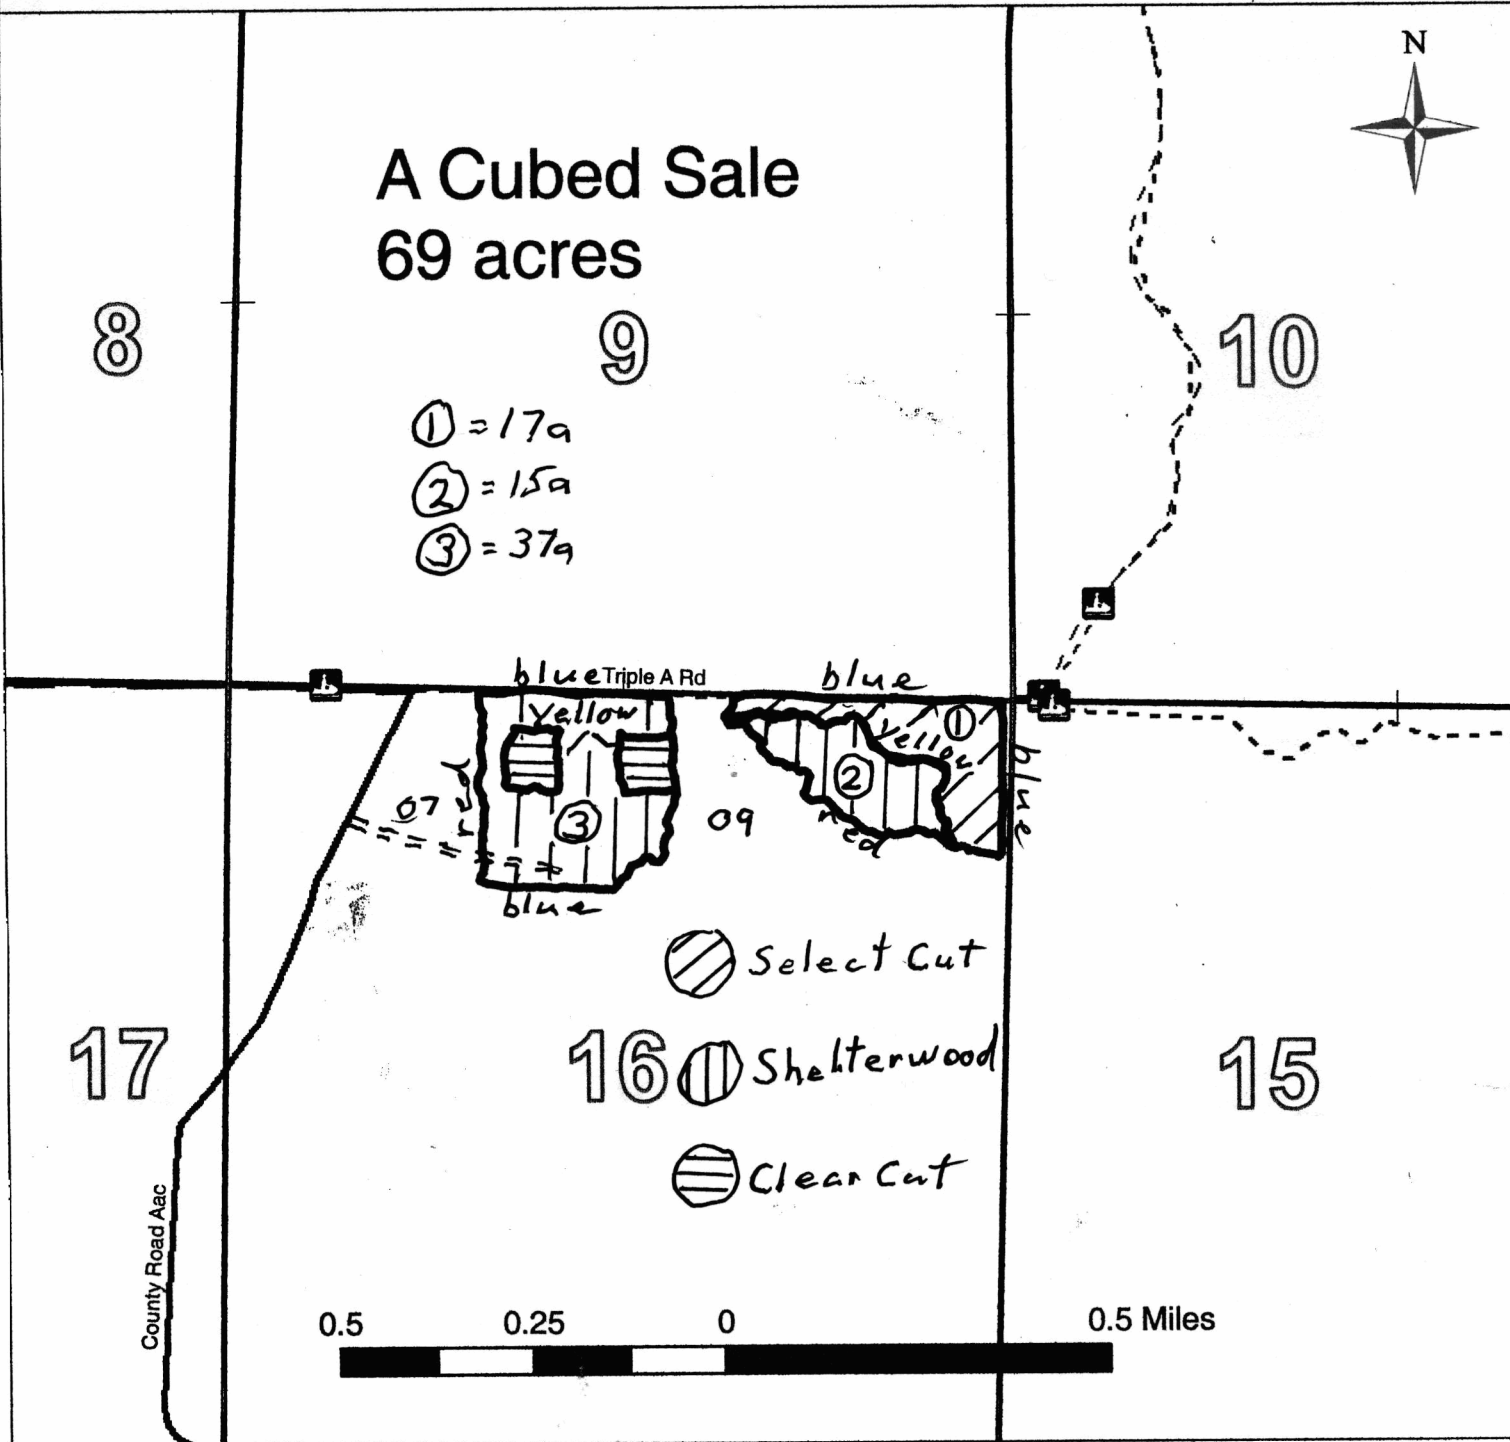 N
A Cubed Sale
69 acres
8
9
10
1 = 17a
2 = 15a
3 = 37a
blue Triple A Rd
blue
yellow
1
yellow
2
red
blue
07
red
3
09
blue
Select Cut
17
16
Shelterwood
15
Clear Cut
County Road Aac
0.5 0.25 0 0.5 Miles